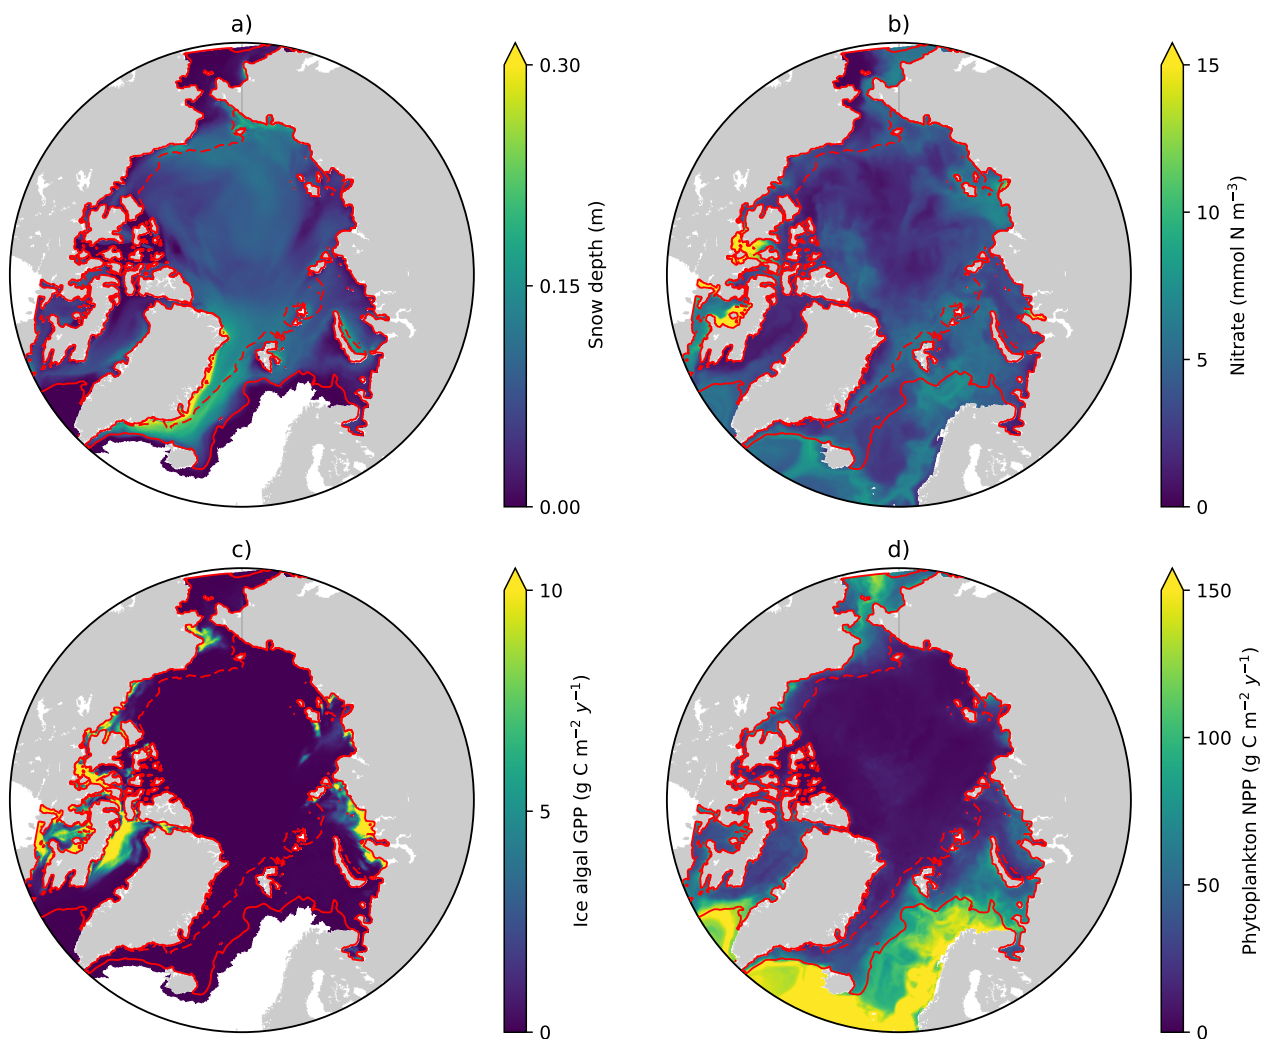 a)
0.30
0.15
0.00
Snow depth (m)
b)
15
10
5
0
Nitrate (mmol N m⁻³)
c)
10
5
0
Ice algal GPP (g C m⁻² y⁻¹)
d)
150
100
50
0
Phytoplankton NPP (g C m⁻² y⁻¹)